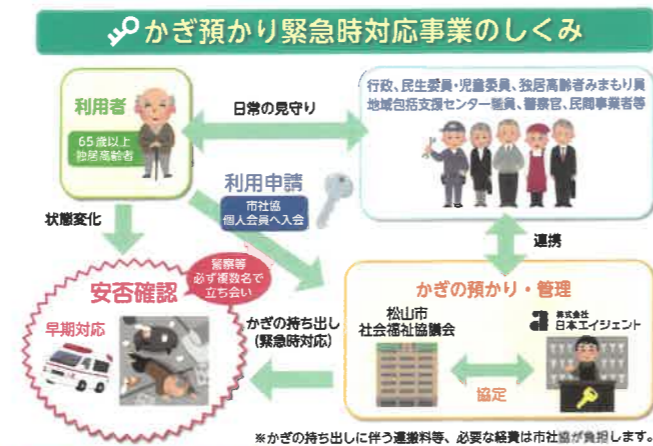 かぎ預かり緊急時対応事業のしくみ
利用者
65歳以上
独居高齢者
日常の見守り
行政、民生委員・児童委員、独居高齢者みまもり員
地域包括支援センター職員、警察官、民間事業者等
利用申請
市社協
個人会員へ入会
状態変化
連携
警察等
必ず複数名で
立ち会い
安否確認
早期対応
かぎの持ち出し
(緊急時対応)
かぎの預かり・管理
松山市
社会福祉協議会
株式会社
日本エイジェント
協定
※かぎの持ち出しに伴う運搬料等、必要な経費は市社協が負担します。